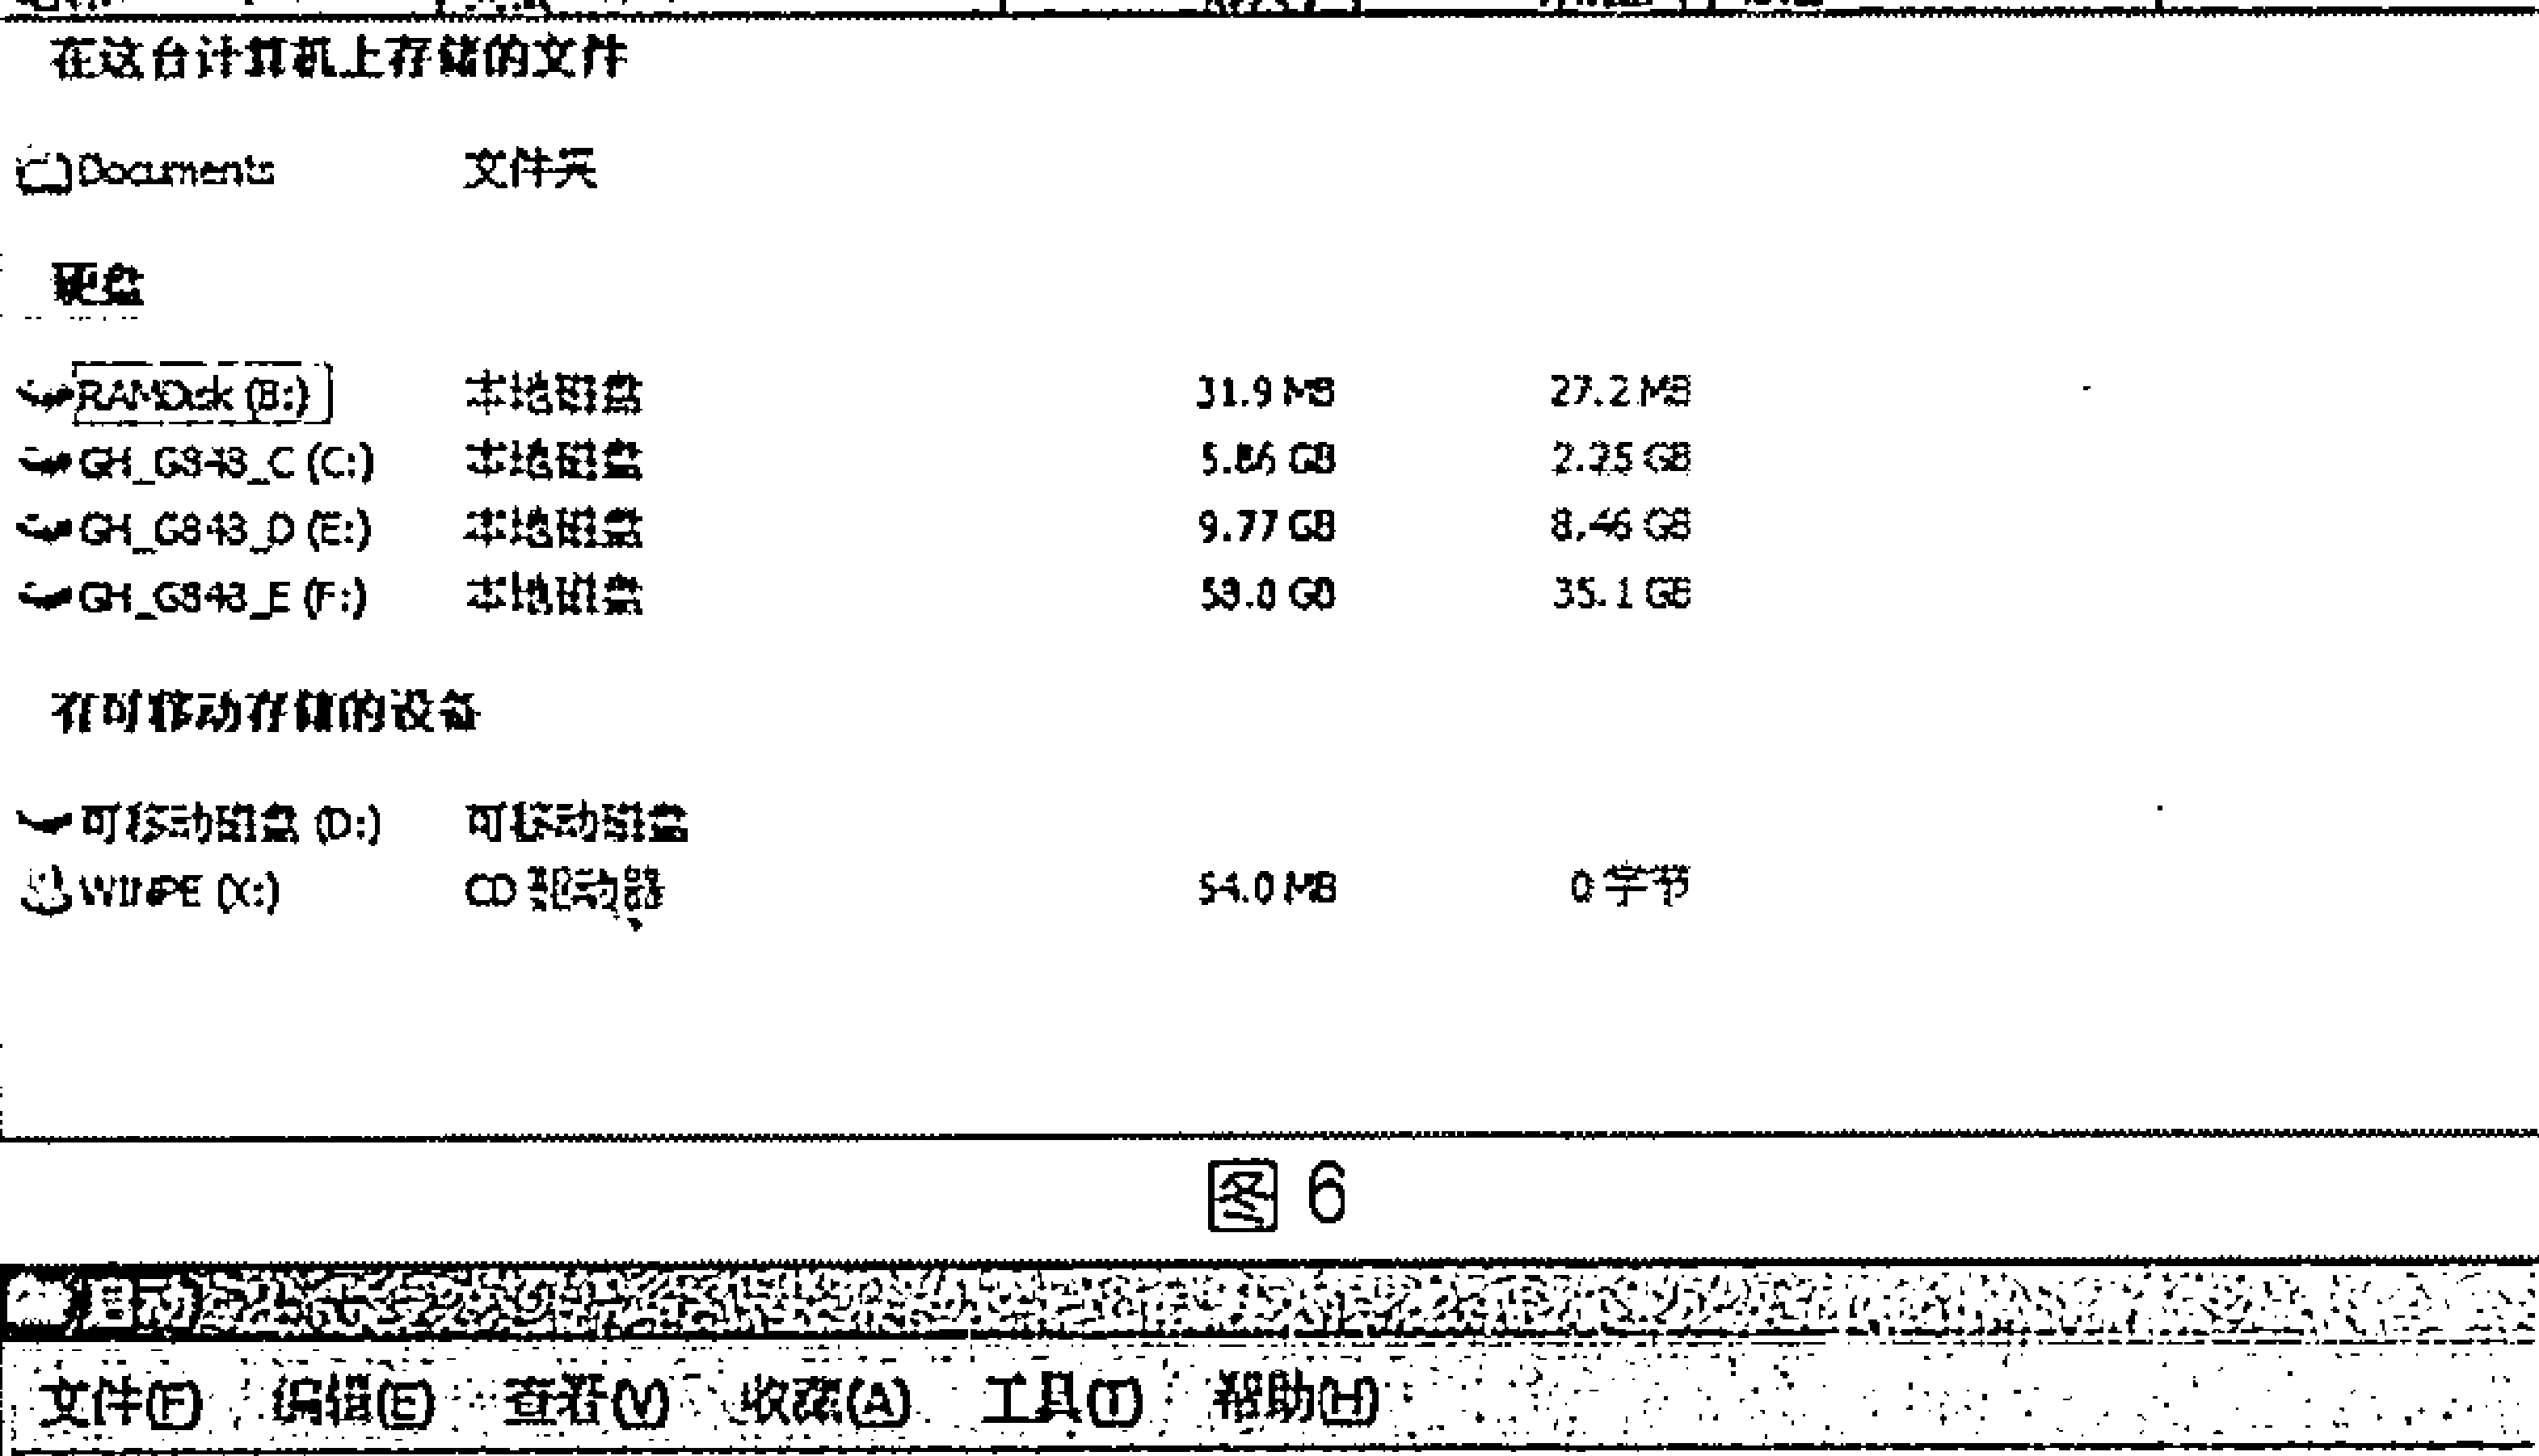 在这台计算机上存储的文件
Documents 文件夹
硬盘
RAMDisk (B:) 本地磁盘 31.9 MB 27.2 MB
GH_G848_C (C:) 本地磁盘 5.86 GB 2.25 GB
GH_G848_D (E:) 本地磁盘 9.77 GB 8.46 GB
GH_G848_E (F:) 本地磁盘 GB 35.1 GB
有可移动存储的设备
可移动磁盘 (D:) 可移动磁盘
WINPE (X:) CD 驱动器 54.0 MB 0 字节
图 6
启动
文件(F) 编辑(E) 查看(V) 收藏(A) 工具(T) 帮助(H)